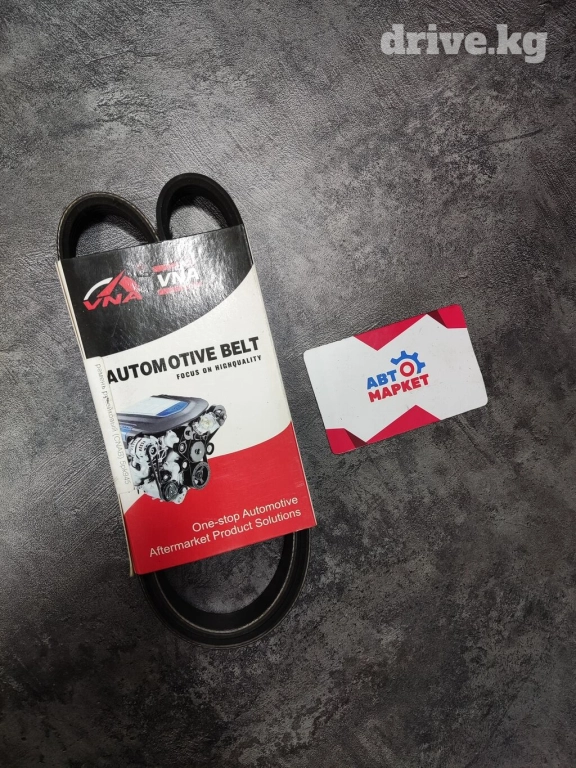 drive.kg
VNA
VNA
AUTOMOTIVE BELT
FOCUS ON HIGHQUALITY
One-stop Automotive
Aftermarket Product Solutions
АВТО
МАРКЕТ